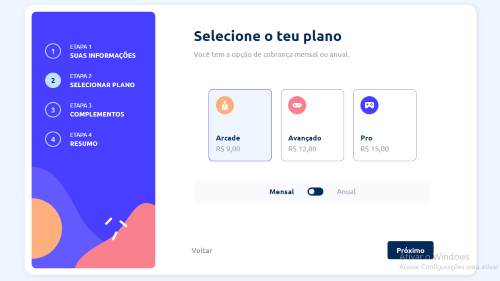 1
ETAPA 1
SUAS INFORMAÇÕES
2
ETAPA 2
SELECIONAR PLANO
3
ETAPA 3
COMPLEMENTOS
4
ETAPA 4
RESUMO
Selecione o teu plano
Você tem a opção de cobrança mensal ou anual.
Arcade
R$ 9,00
Avançado
R$ 12,00
Pro
R$ 15,00
Mensal
Anual
Voltar
Próximo
Ativar o Windows
Acesse Configurações para ativar